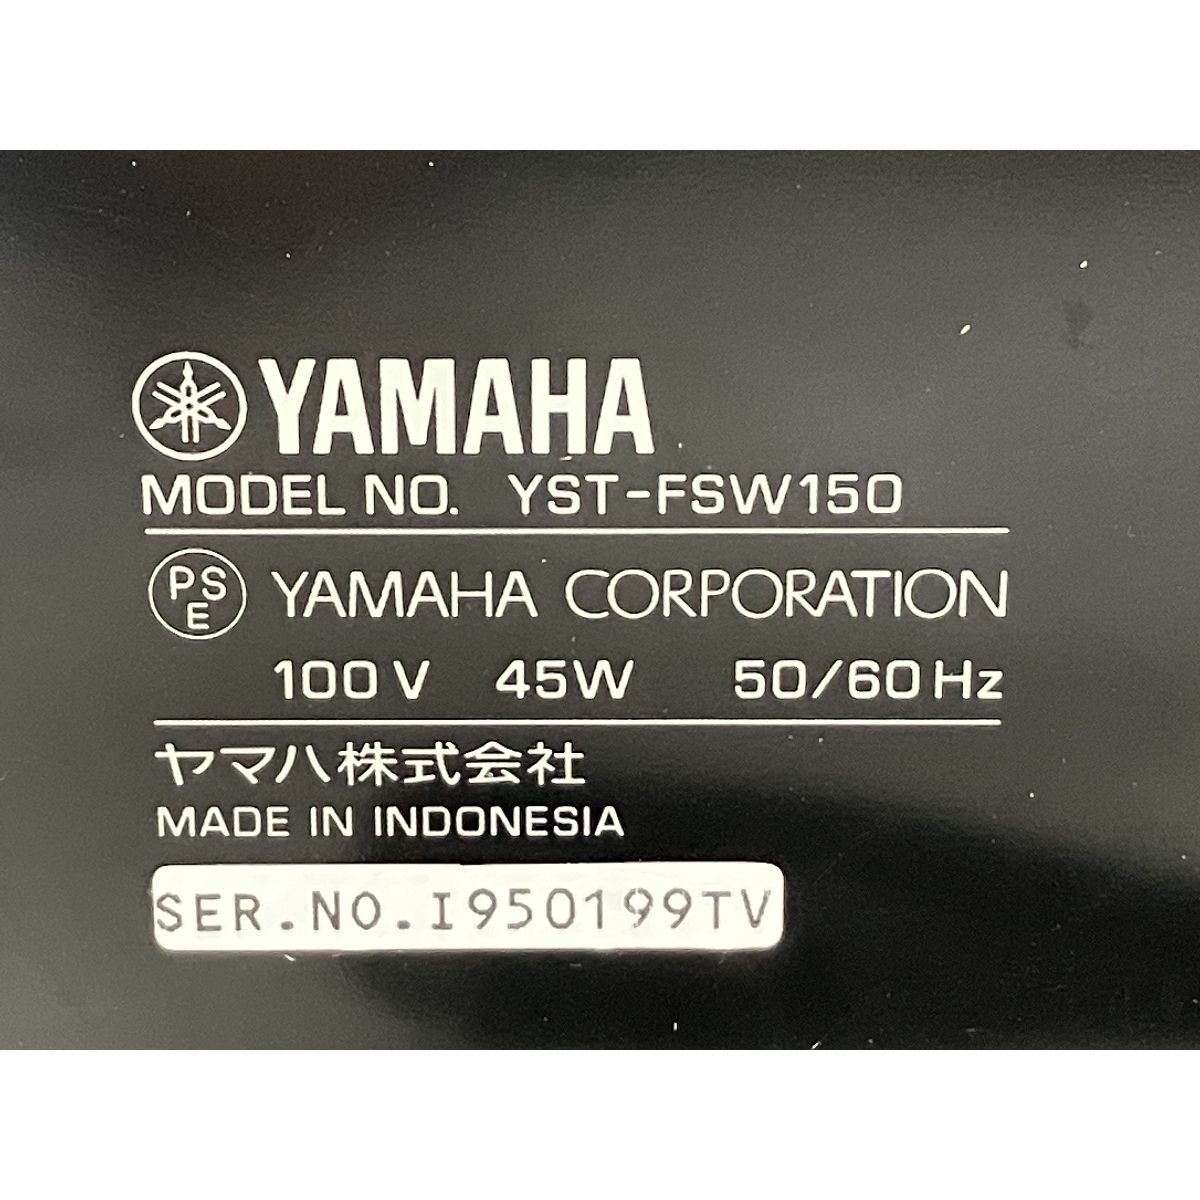 YAMAHA
MODEL NO. YST-FSW150
PSE YAMAHA CORPORATION
100V 45W 50/60Hz
ヤマハ株式会社
MADE IN INDONESIA
SER.NO.I950199TV